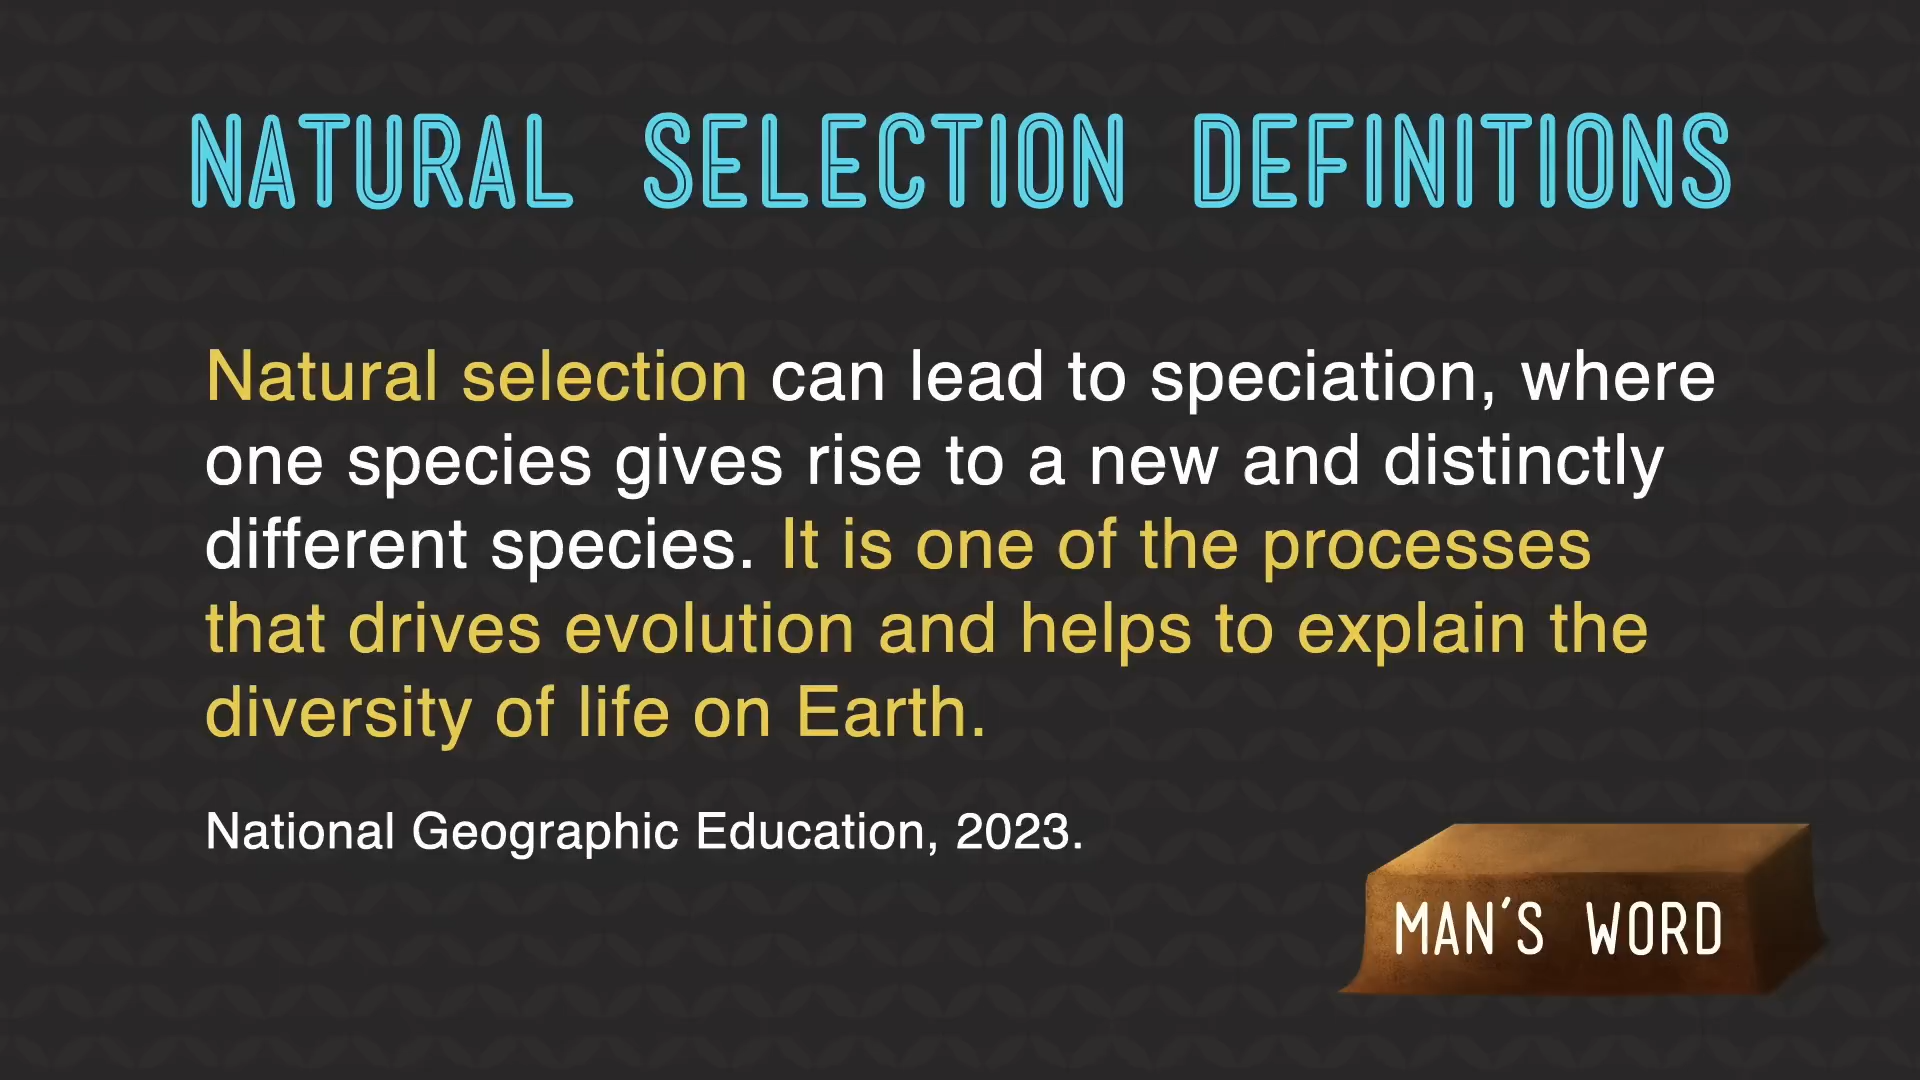 NATURAL SELECTION DEFINITIONS
Natural selection can lead to speciation, where
one species gives rise to a new and distinctly
different species. It is one of the processes
that drives evolution and helps to explain the
diversity of life on Earth.
National Geographic Education, 2023.
MAN'S WORD